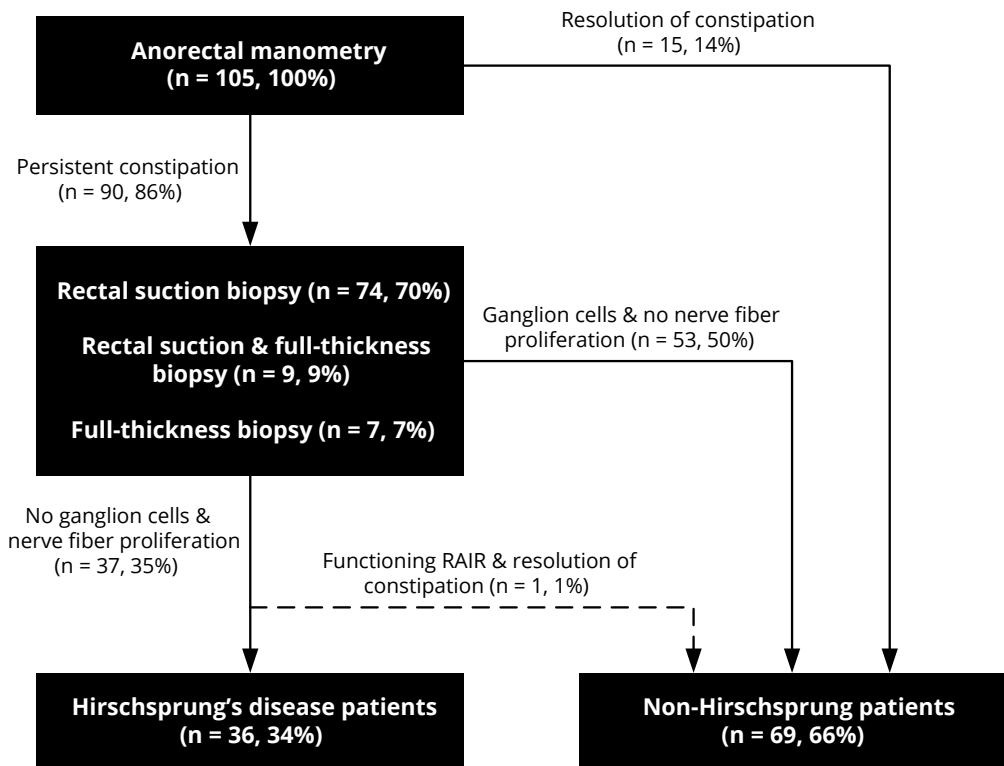 Anorectal manometry
(n = 105, 100%)
Resolution of constipation
(n = 15, 14%)
Persistent constipation
(n = 90, 86%)
Rectal suction biopsy (n = 74, 70%)
Rectal suction & full-thickness
biopsy (n = 9, 9%)
Full-thickness biopsy (n = 7, 7%)
Ganglion cells & no nerve fiber
proliferation (n = 53, 50%)
No ganglion cells &
nerve fiber proliferation
(n = 37, 35%)
Functioning RAIR & resolution of
constipation (n = 1, 1%)
Hirschsprung’s disease patients
(n = 36, 34%)
Non-Hirschsprung patients
(n = 69, 66%)